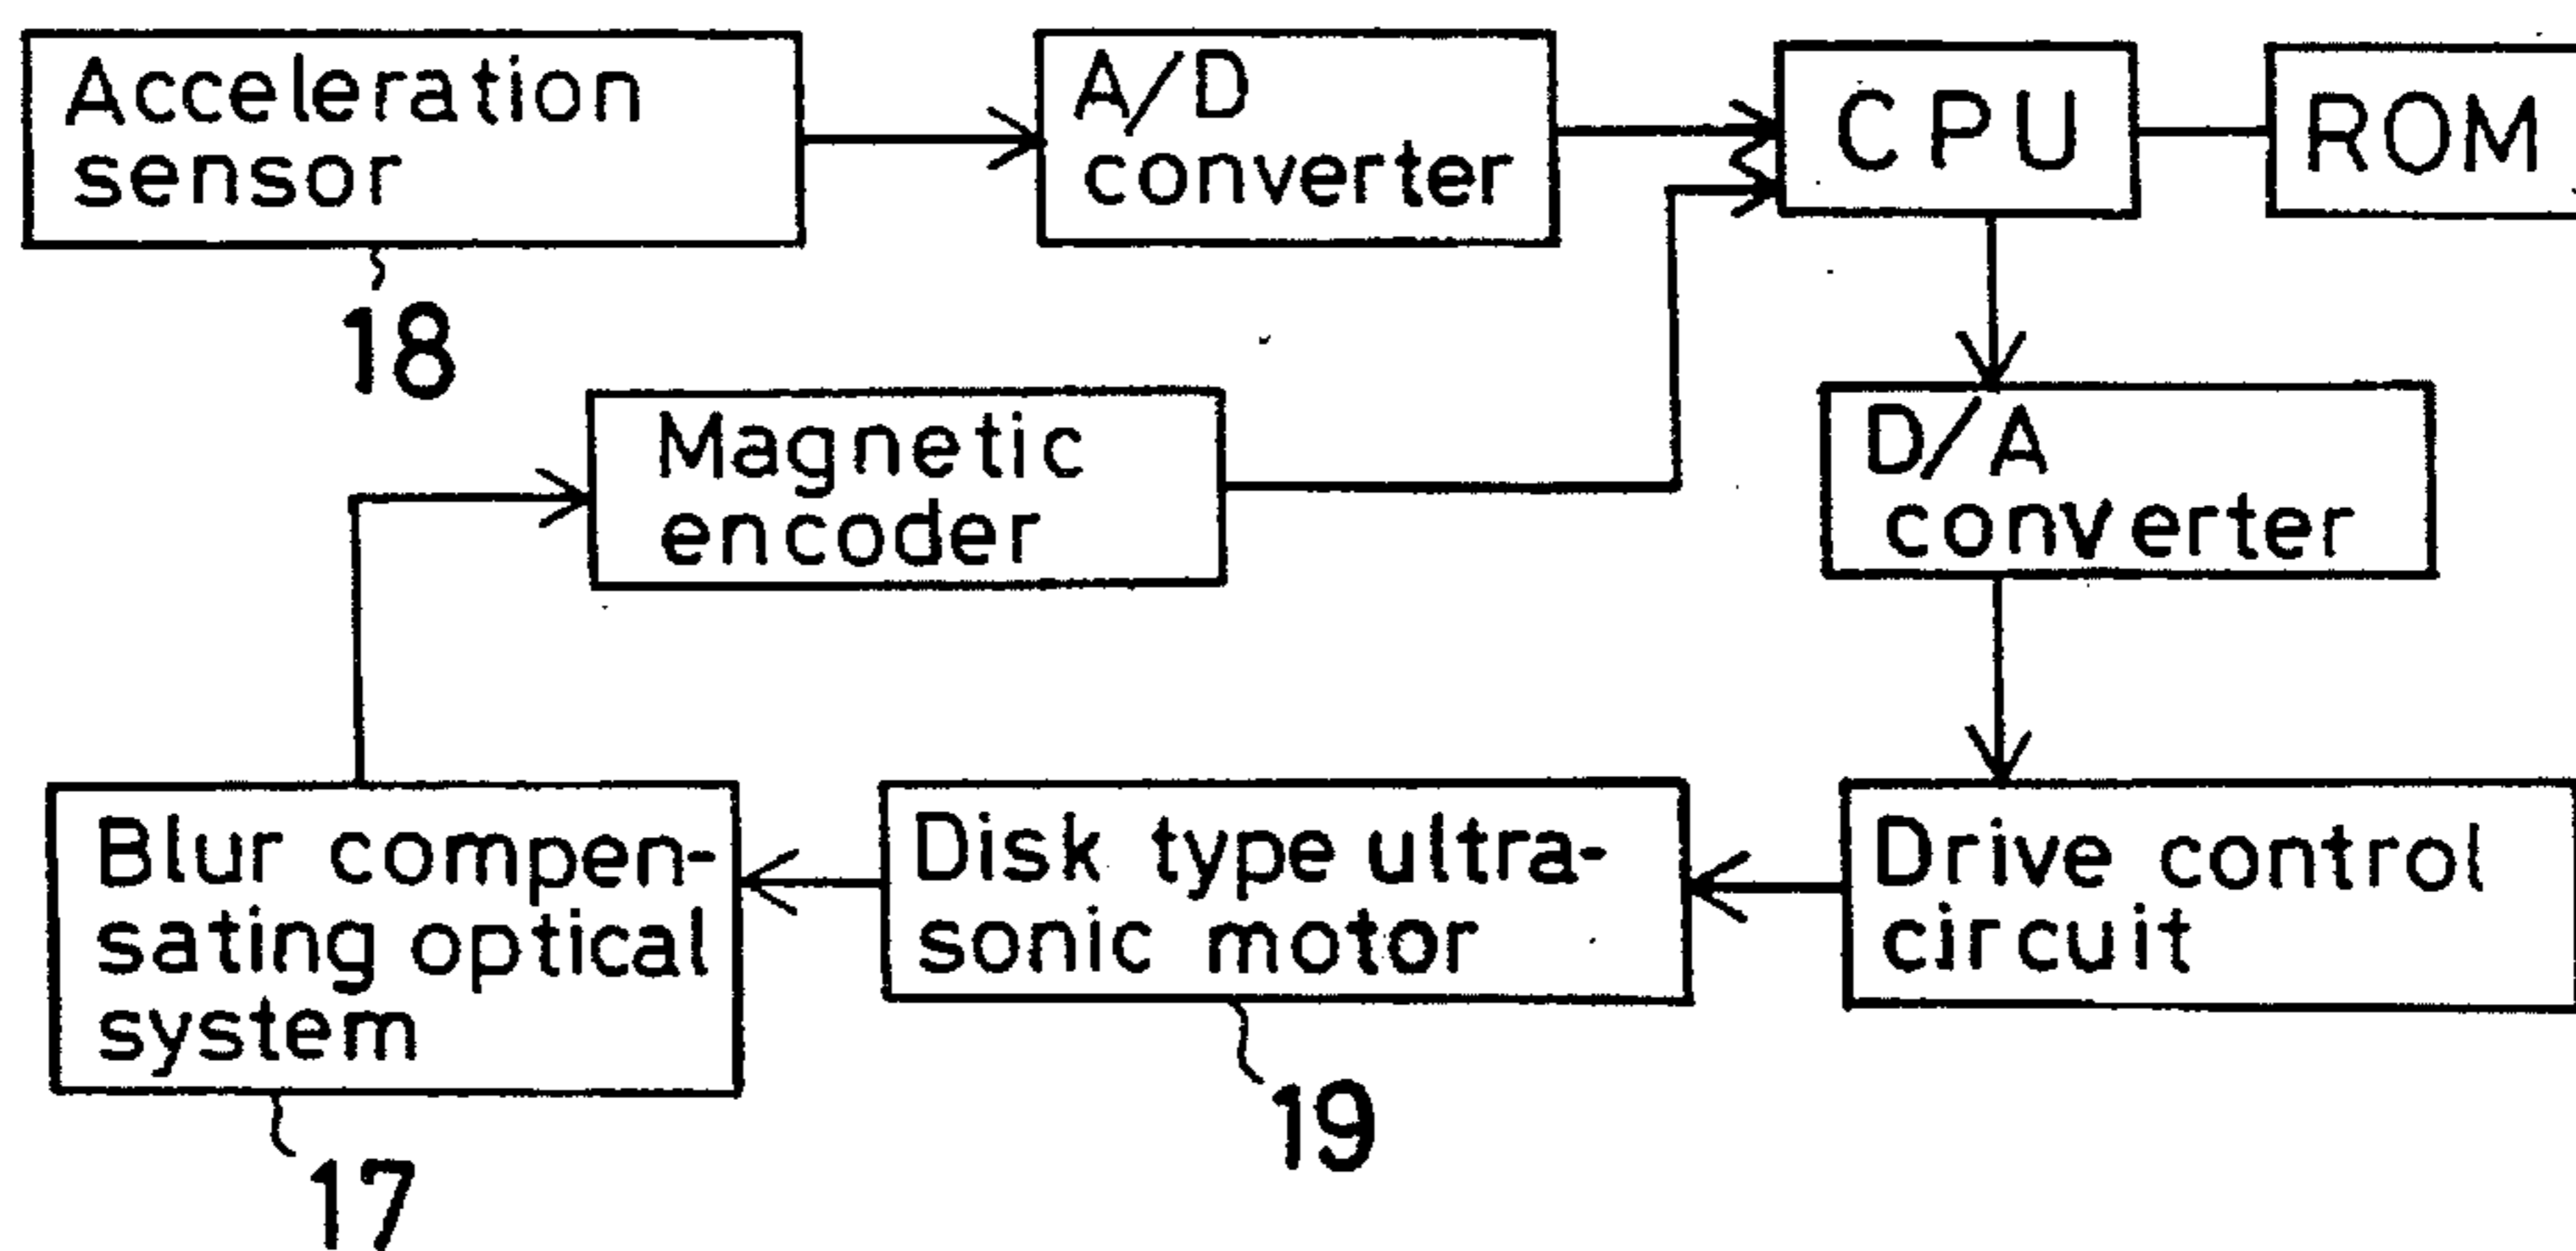 Acceleration
sensor
A/D
converter
CPU
ROM
18
Magnetic
encoder
D/A
converter
Blur compen-
sating optical
system
Disk type ultra-
sonic motor
Drive control
circuit
19
17